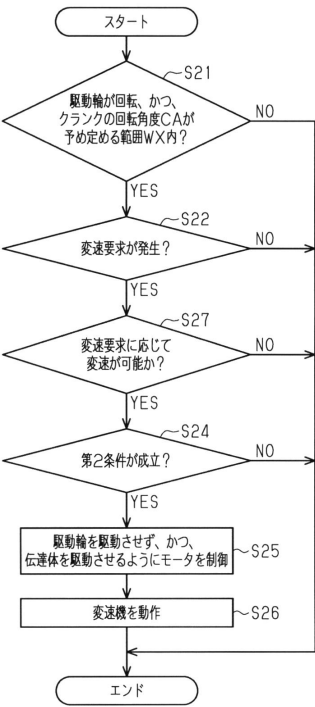 スタート
S21
駆動輪が回転、かつ、
クランクの回転角度CAが
予め定める範囲WX内?
NO
YES
S22
変速要求が発生?
NO
YES
S27
変速要求に応じて
変速が可能か?
NO
YES
S24
第2条件が成立?
NO
YES
駆動輪を駆動させず、かつ、
伝達体を駆動させるようにモータを制御
S25
変速機を動作
S26
エンド